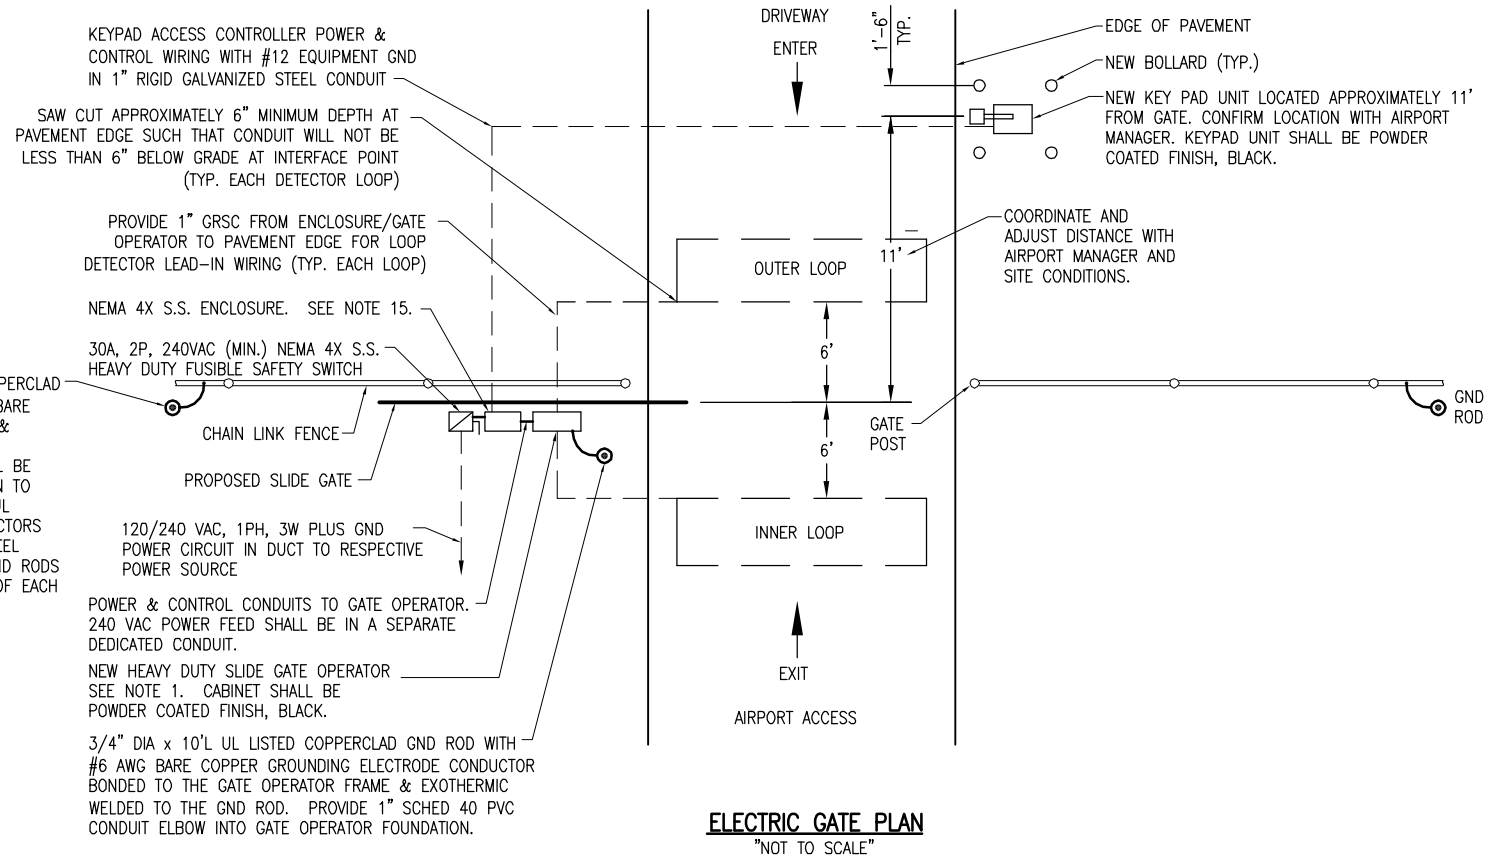 KEYPAD ACCESS CONTROLLER POWER &
CONTROL WIRING WITH #12 EQUIPMENT GND
IN 1" RIGID GALVANIZED STEEL CONDUIT
SAW CUT APPROXIMATELY 6" MINIMUM DEPTH AT
PAVEMENT EDGE SUCH THAT CONDUIT WILL NOT BE
LESS THAN 6" BELOW GRADE AT INTERFACE POINT
(TYP. EACH DETECTOR LOOP)
PROVIDE 1" GRSC FROM ENCLOSURE/GATE
OPERATOR TO PAVEMENT EDGE FOR LOOP
DETECTOR LEAD-IN WIRING (TYP. EACH LOOP)
NEMA 4X S.S. ENCLOSURE. SEE NOTE 15.
30A, 2P, 240VAC (MIN.) NEMA 4X S.S.
HEAVY DUTY FUSIBLE SAFETY SWITCH
PERCLAD
BARE
&
BE
TO
CTORS
EEL
RODS
OF EACH
CHAIN LINK FENCE
PROPOSED SLIDE GATE
120/240 VAC, 1PH, 3W PLUS GND
POWER CIRCUIT IN DUCT TO RESPECTIVE
POWER SOURCE
POWER & CONTROL CONDUITS TO GATE OPERATOR.
240 VAC POWER FEED SHALL BE IN A SEPARATE
DEDICATED CONDUIT.
NEW HEAVY DUTY SLIDE GATE OPERATOR
SEE NOTE 1. CABINET SHALL BE
POWDER COATED FINISH, BLACK.
3/4" DIA x 10'L UL LISTED COPPERCLAD GND ROD WITH
#6 AWG BARE COPPER GROUNDING ELECTRODE CONDUCTOR
BONDED TO THE GATE OPERATOR FRAME & EXOTHERMIC
WELDED TO THE GND ROD. PROVIDE 1" SCHED 40 PVC
CONDUIT ELBOW INTO GATE OPERATOR FOUNDATION.
DRIVEWAY
ENTER
1'-6"
TYP.
OUTER LOOP
11'
6'
6'
INNER LOOP
EXIT
AIRPORT ACCESS
EDGE OF PAVEMENT
NEW BOLLARD (TYP.)
NEW KEY PAD UNIT LOCATED APPROXIMATELY 11'
FROM GATE. CONFIRM LOCATION WITH AIRPORT
MANAGER. KEYPAD UNIT SHALL BE POWDER
COATED FINISH, BLACK.
COORDINATE AND
ADJUST DISTANCE WITH
AIRPORT MANAGER AND
SITE CONDITIONS.
GATE
POST
GND
ROD
ELECTRIC GATE PLAN
"NOT TO SCALE"